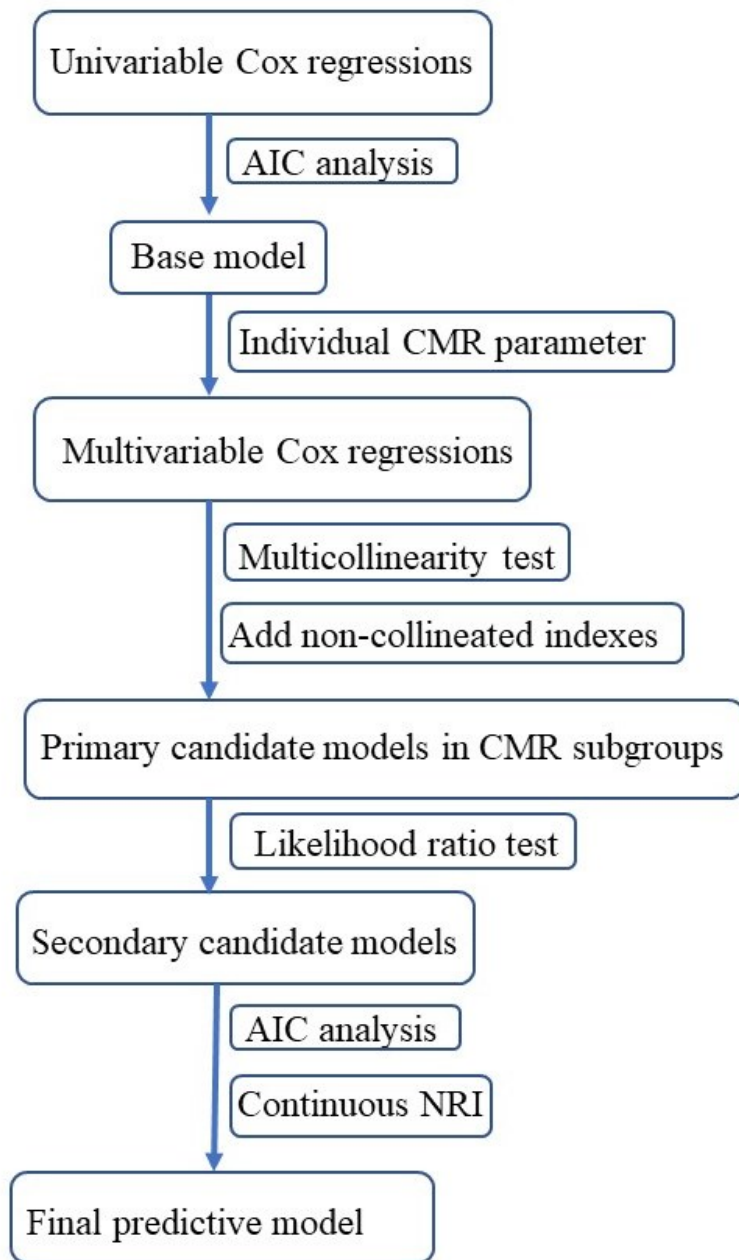 Univariable Cox regressions
AIC analysis
Base model
Individual CMR parameter
Multivariable Cox regressions
Multicollinearity test
Add non-collineated indexes
Primary candidate models in CMR subgroups
Likelihood ratio test
Secondary candidate models
AIC analysis
Continuous NRI
Final predictive model